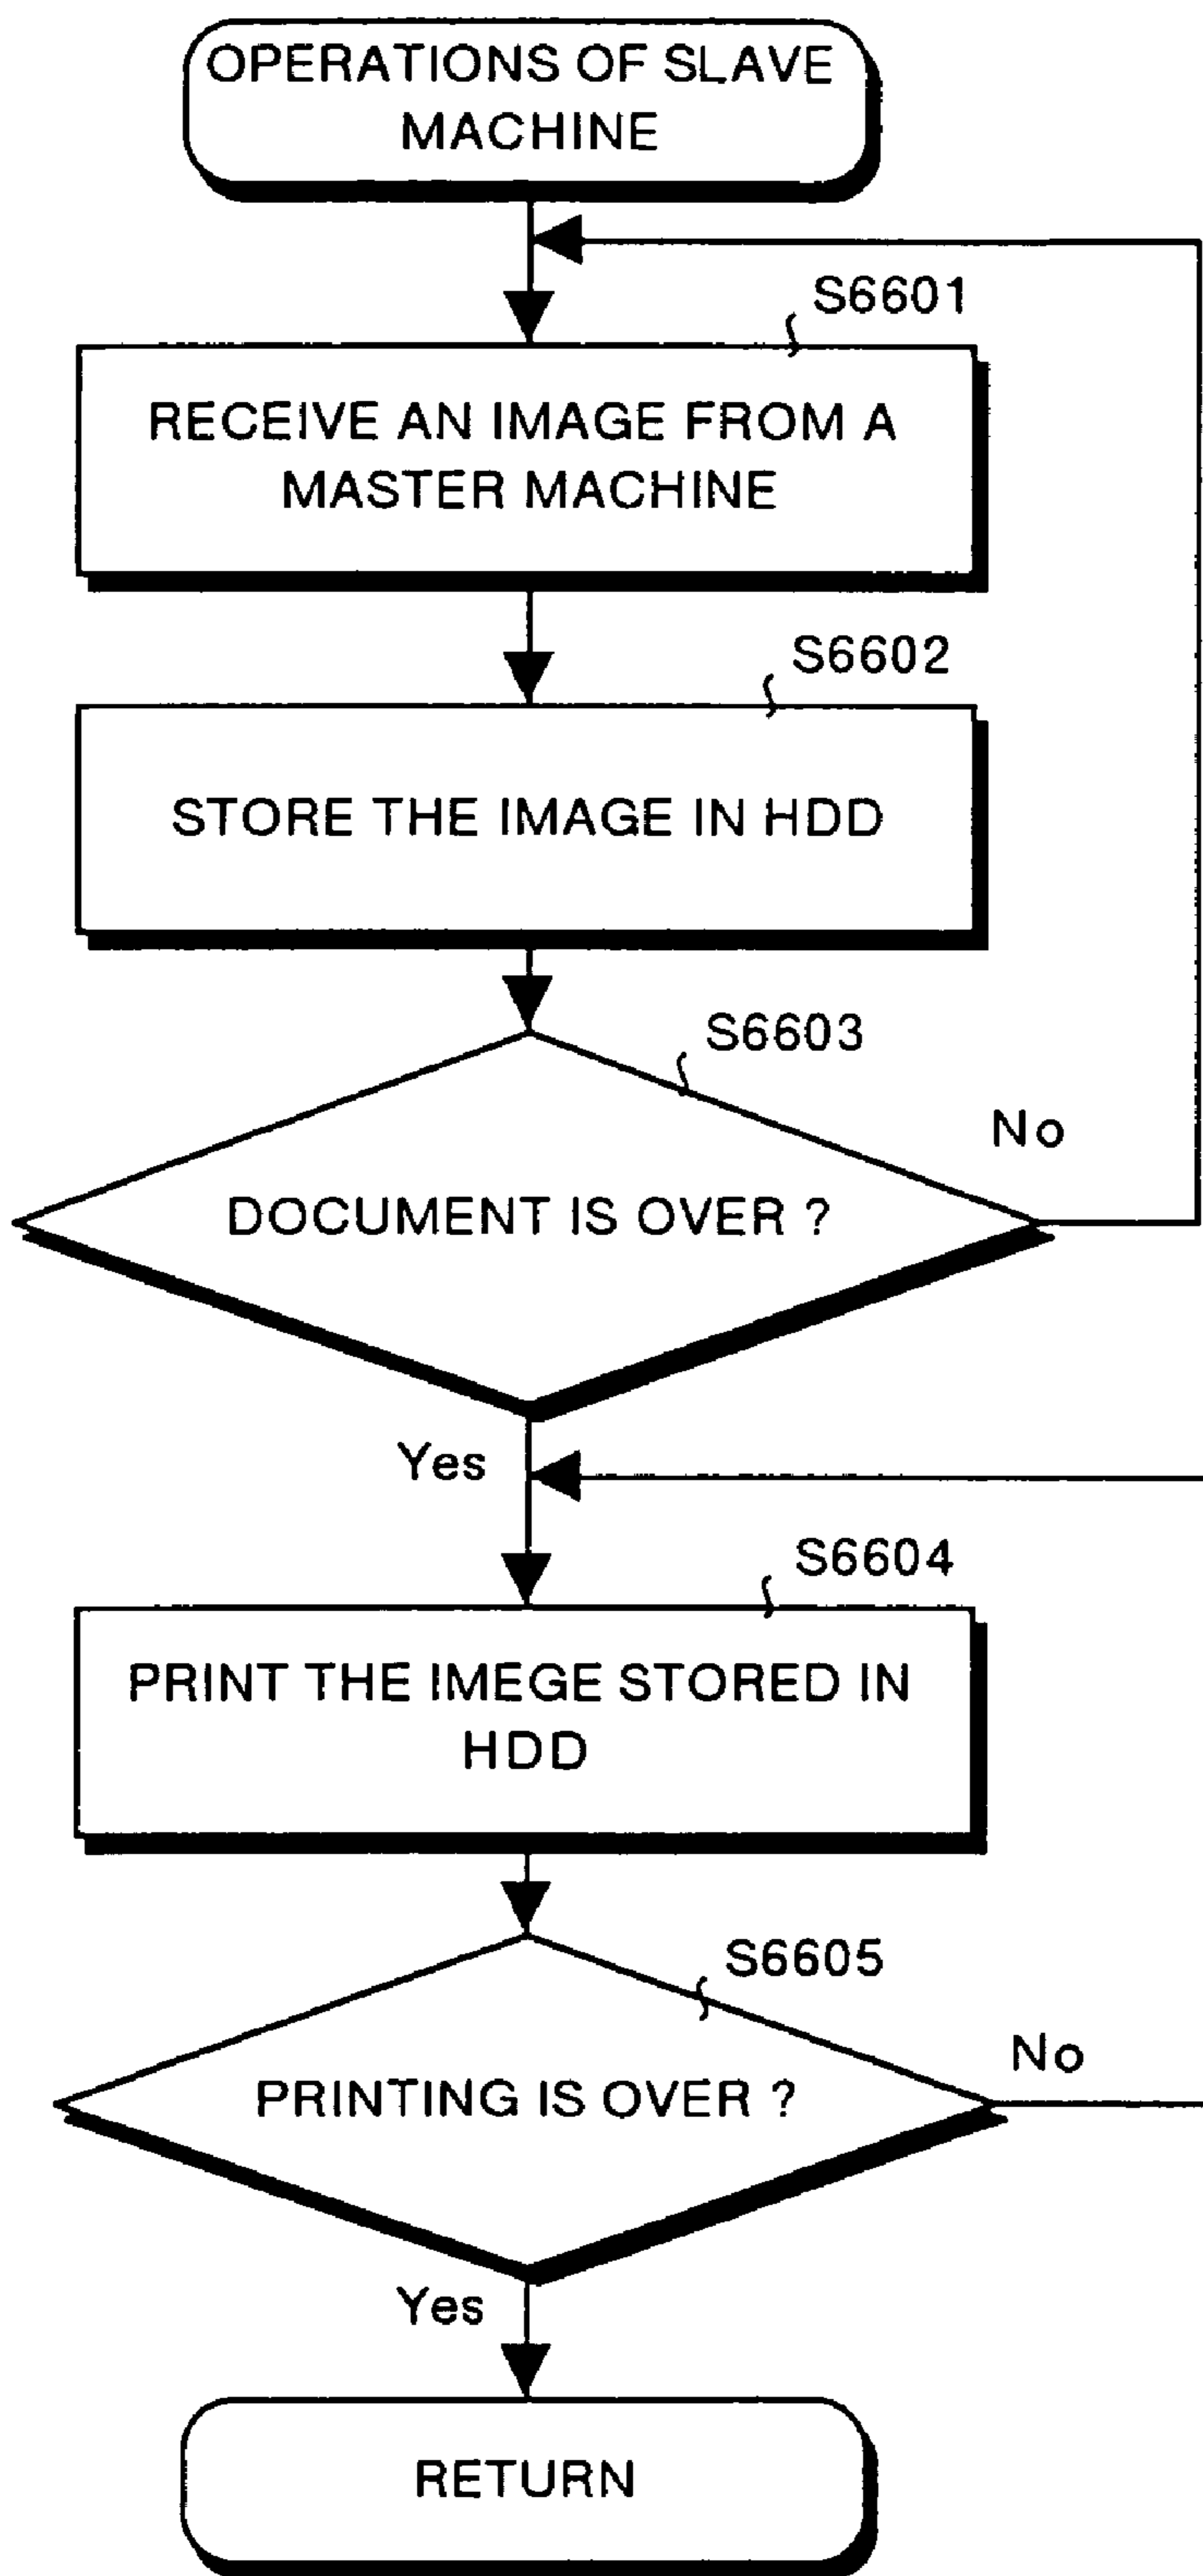 OPERATIONS OF SLAVE
MACHINE
S6601
RECEIVE AN IMAGE FROM A
MASTER MACHINE
S6602
STORE THE IMAGE IN HDD
S6603
No
DOCUMENT IS OVER ?
Yes
S6604
PRINT THE IMEGE STORED IN
HDD
S6605
No
PRINTING IS OVER ?
Yes
RETURN